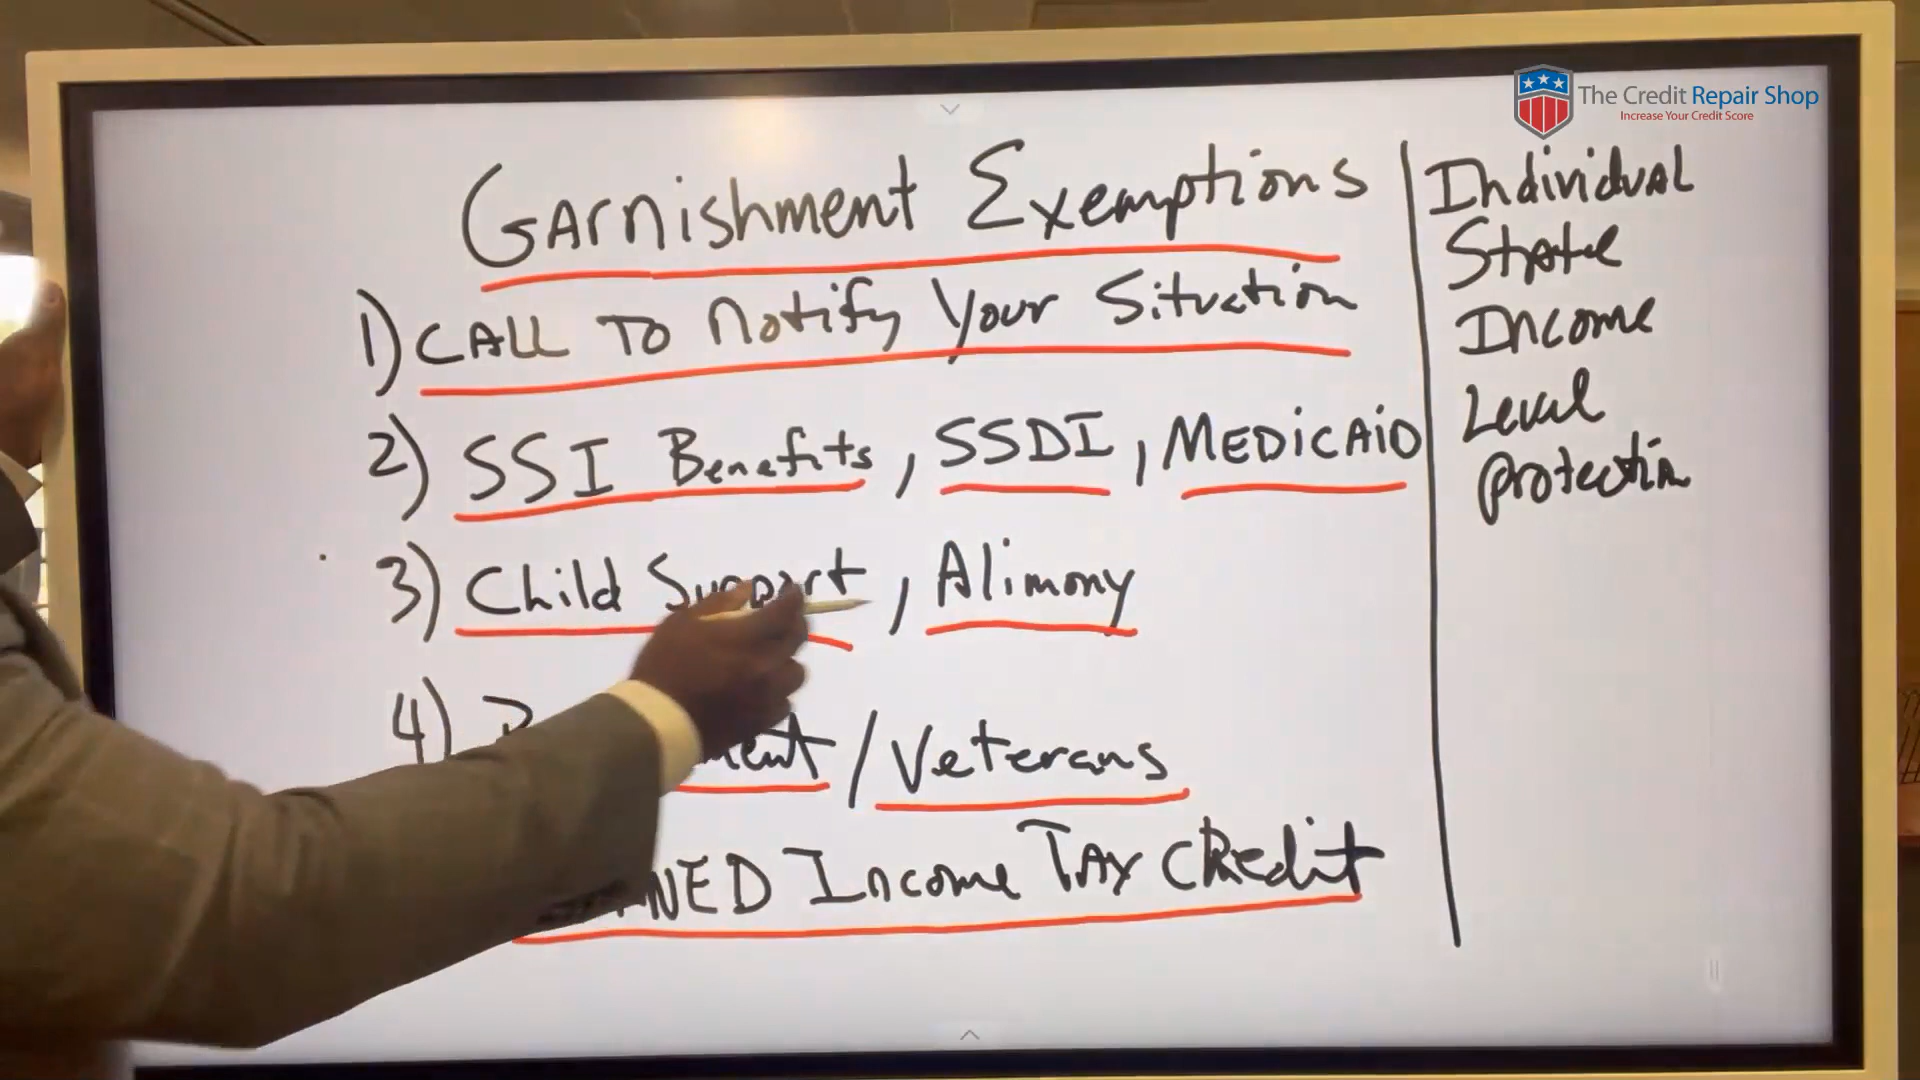 The Credit Repair Shop
Increase Your Credit Score
Garnishment Exemptions
1) CALL TO Notify Your Situation
2) SSI Benefits, SSDI, MEDICAID
3) Child Support, Alimony
4) / Veterans
Income TAX CRedit
Individual
State
Income
Level
Protection